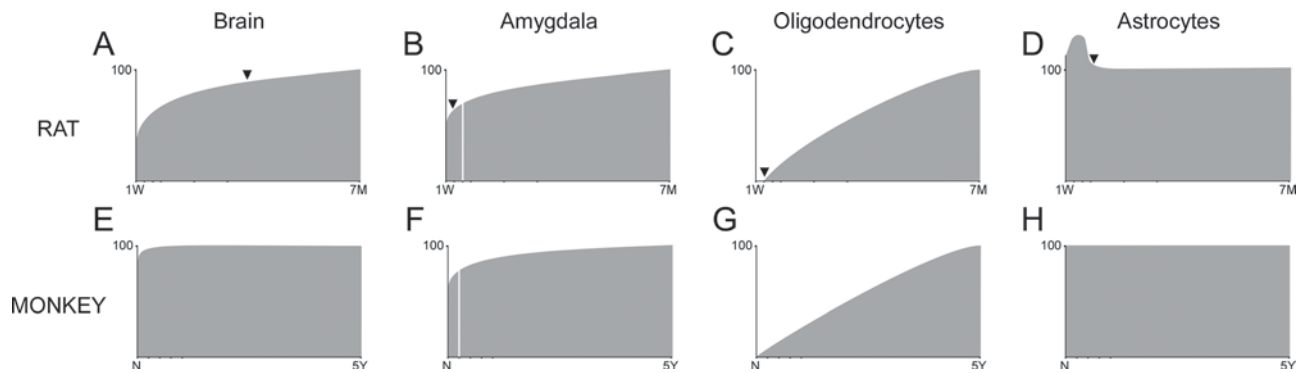 Brain Amygdala Oligodendrocytes Astrocytes
A B C D
RAT
100 100 100 100
1W 7M 1W 7M 1W 7M 1W 7M
E F G H
MONKEY
100 100 100 100
N 5Y N 5Y N 5Y N 5Y